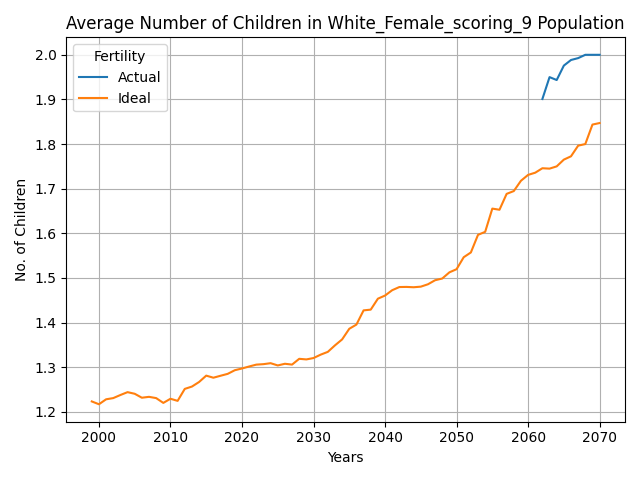 Average Number of Children in White_Female_scoring_9 Population
Fertility
Actual
Ideal
No. of Children
2.0
1.9
1.8
1.7
1.6
1.5
1.4
1.3
1.2
2000 2010 2020 2030 2040 2050 2060 2070
Years